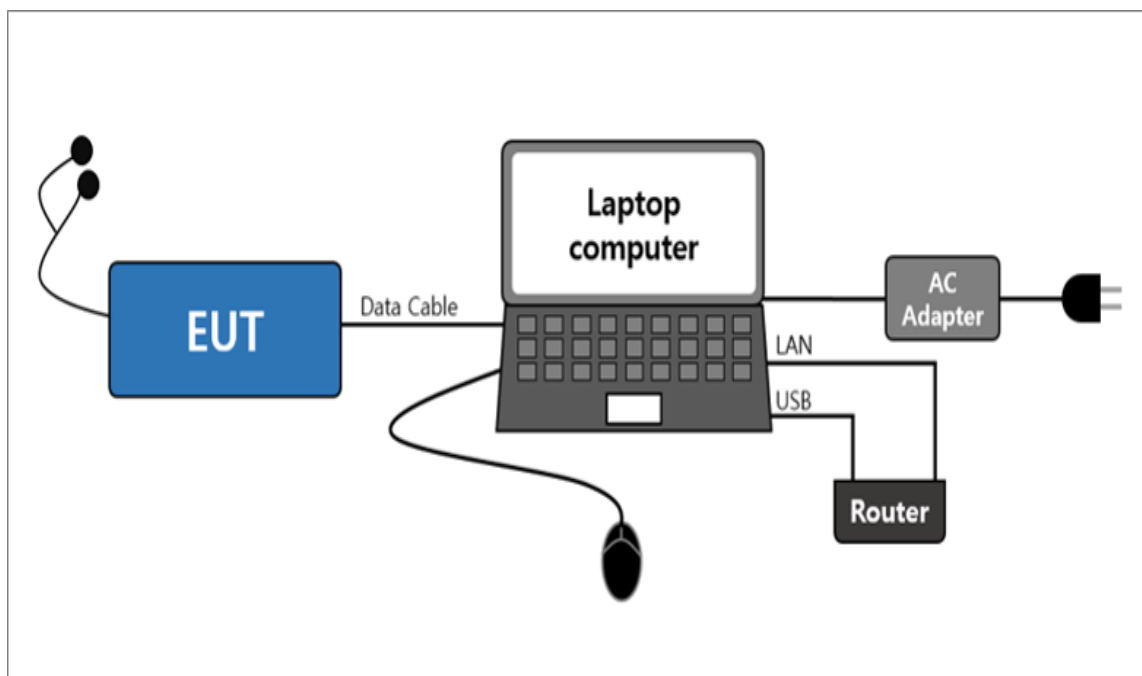 Laptop
computer
EUT
Data Cable
AC
Adapter
LAN
USB
Router